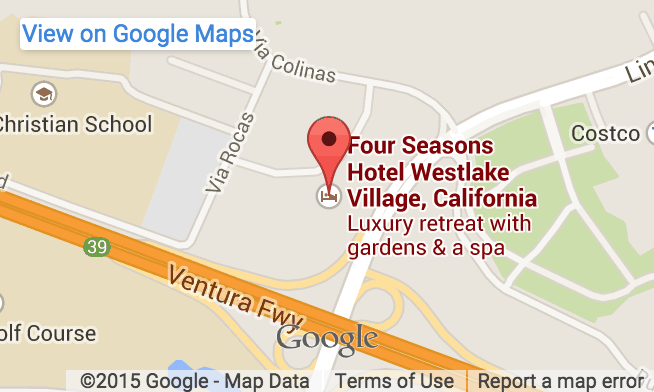 View on Google Maps
Via Colinas
Lin
Christian School
Costco
Via Rocas
Four Seasons
Hotel Westlake
Village, California
Luxury retreat with
gardens & a spa
d
39
Ventura Fwy
Google
olf Course
©2015 Google - Map Data
Terms of Use
Report a map error